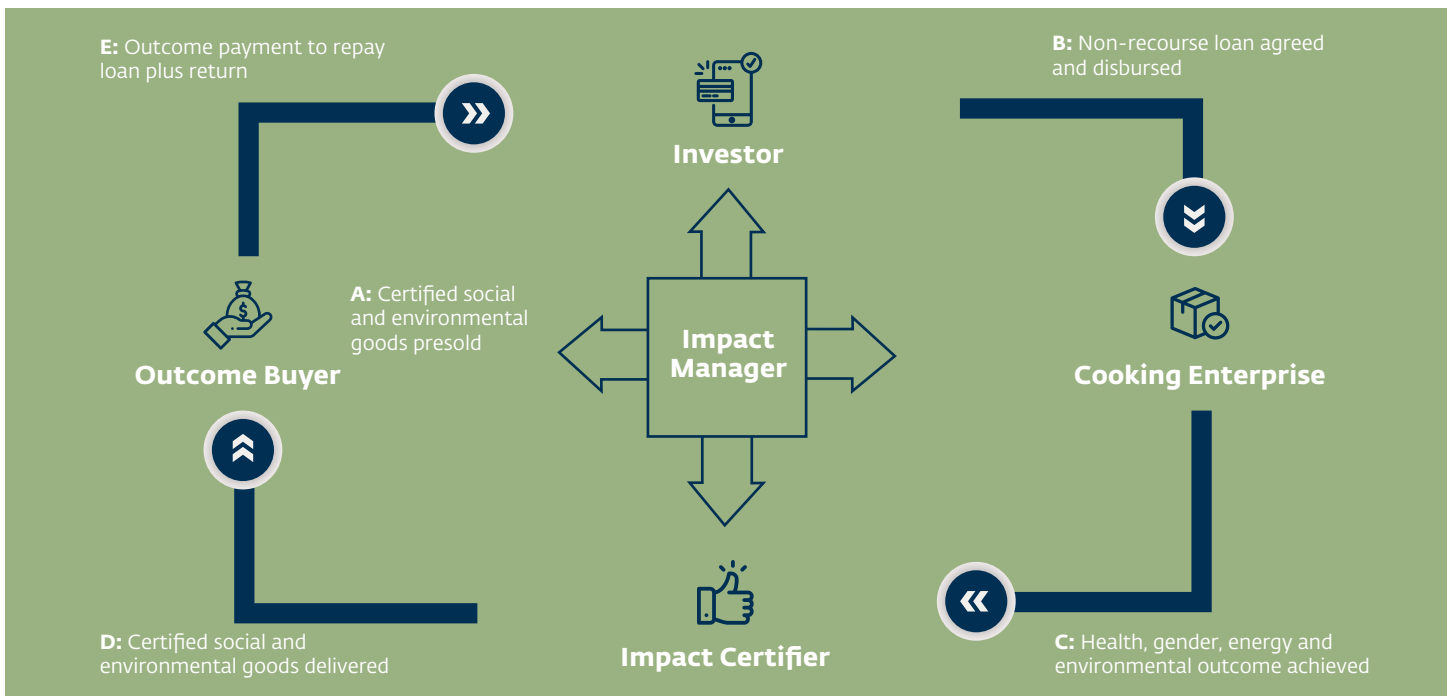 E: Outcome payment to repay
loan plus return
B: Non-recourse loan agreed
and disbursed
Investor
A: Certified social
and environmental
goods presold
$
Impact
Manager
Outcome Buyer
Cooking Enterprise
D: Certified social and
environmental goods delivered
Impact Certifier
C: Health, gender, energy and
environmental outcome achieved